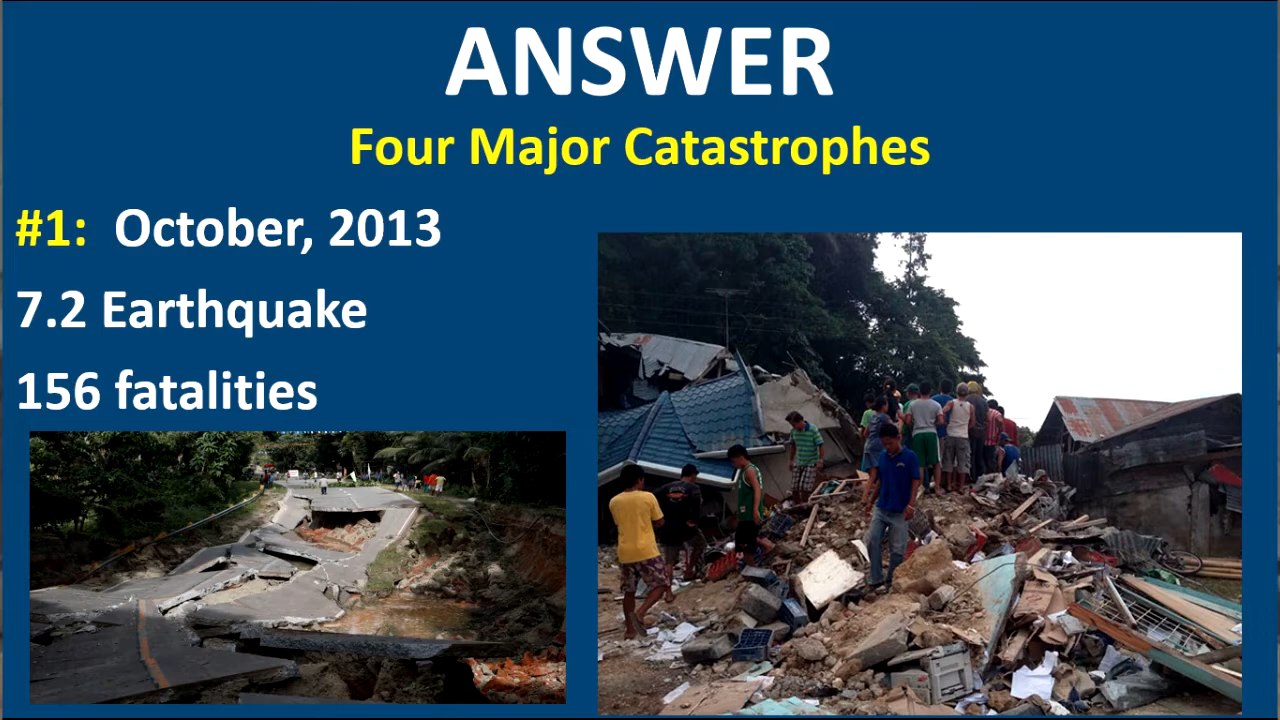 ANSWER
Four Major Catastrophes
#1: October, 2013
7.2 Earthquake
156 fatalities